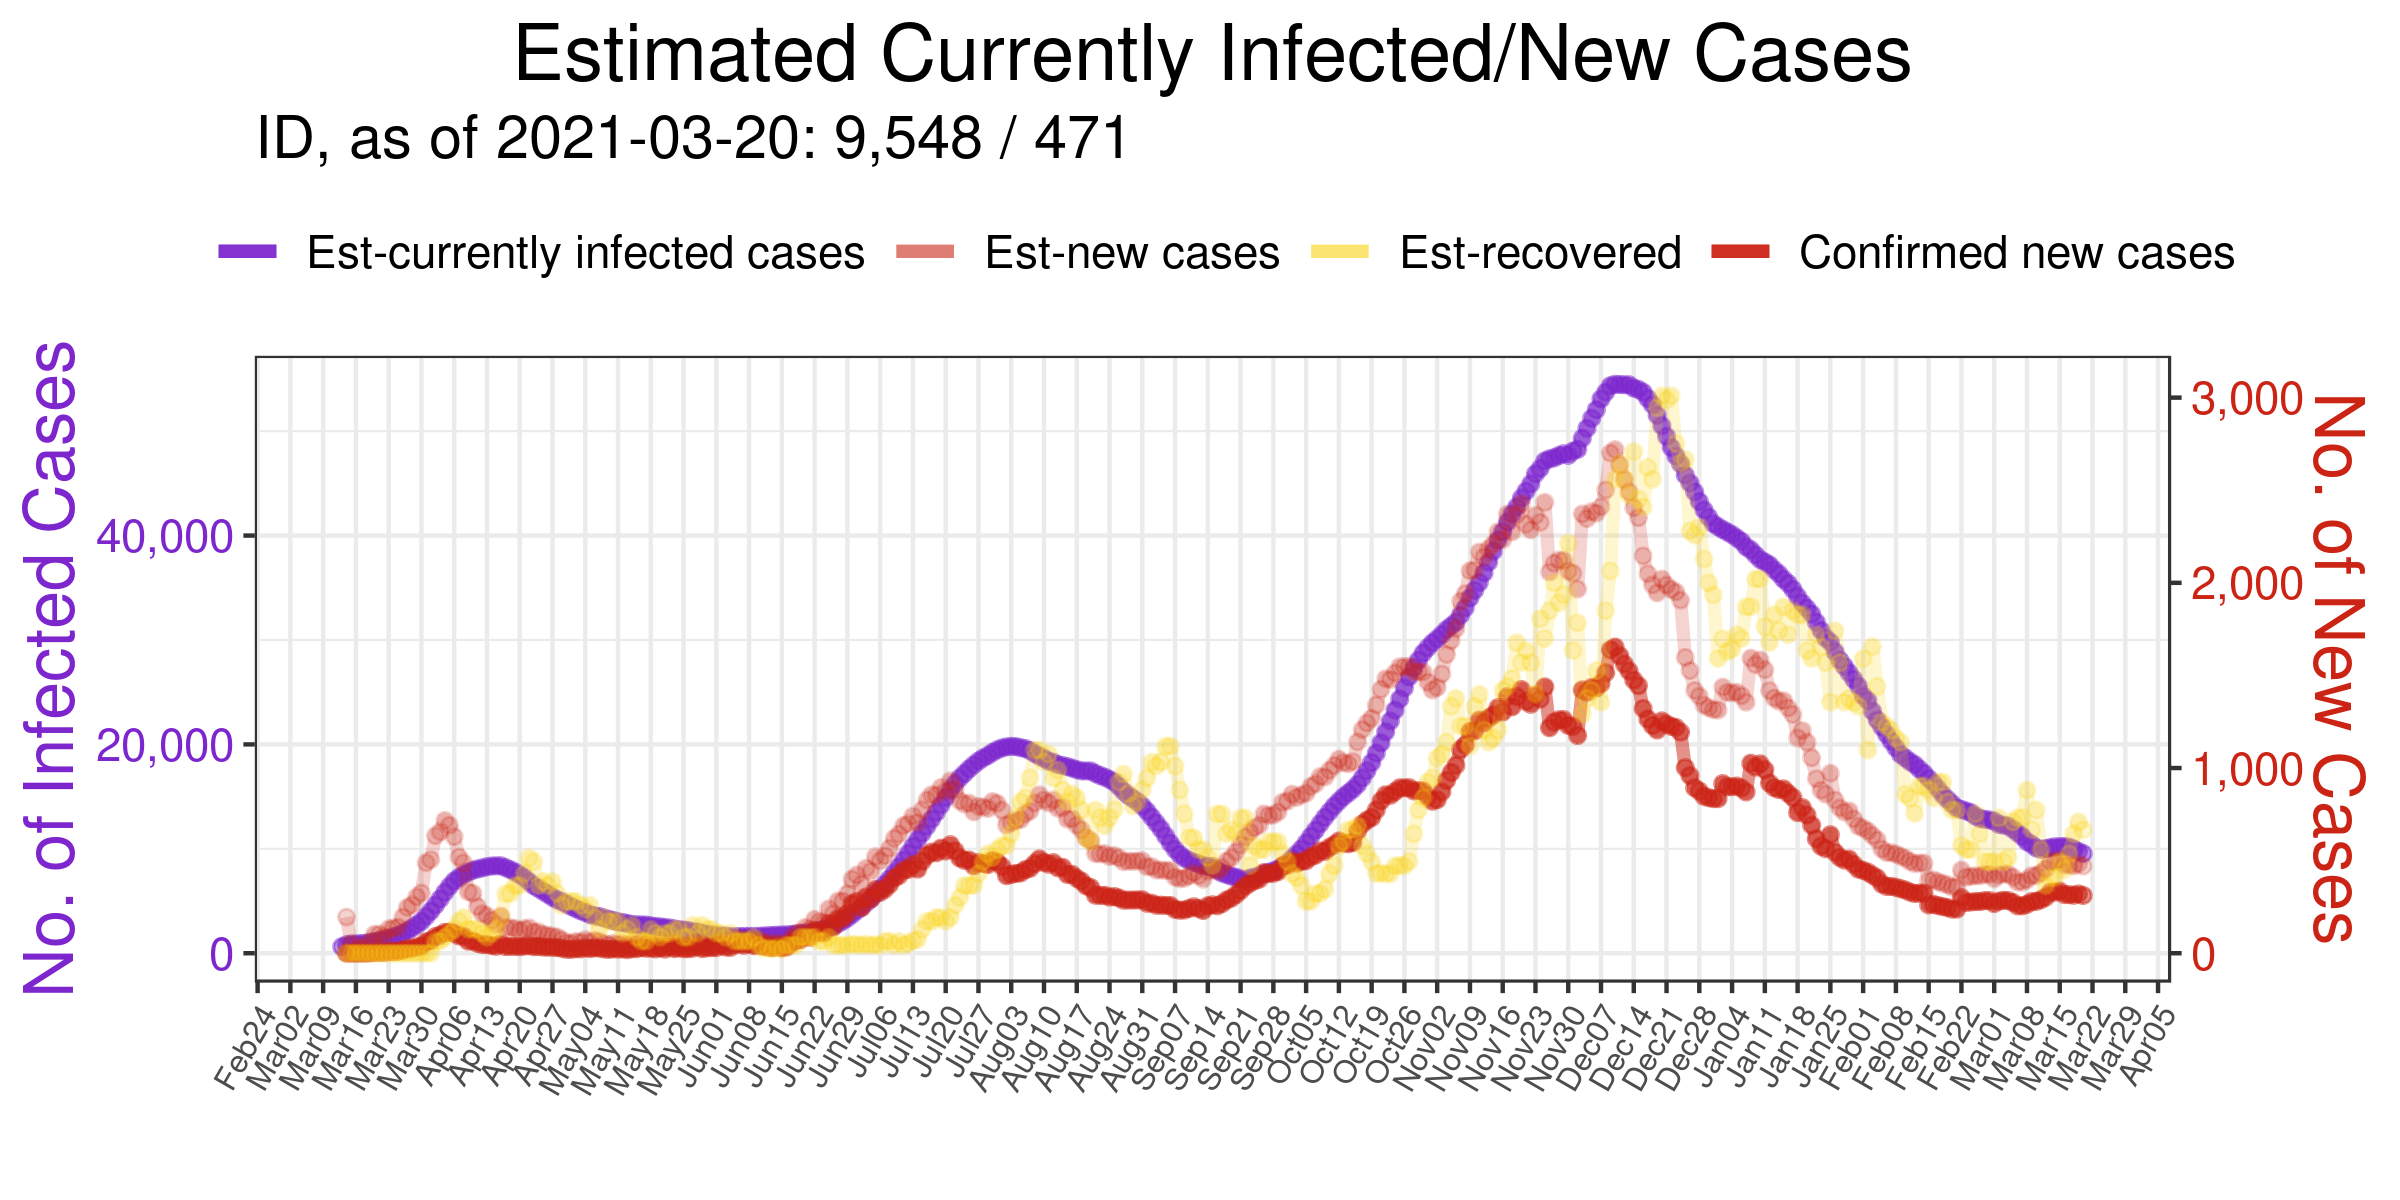 Estimated Currently Infected/New Cases
ID, as of 2021-03-20: 9,548 / 471
Est-currently infected cases Est-new cases Est-recovered Confirmed new cases
No. of Infected Cases
40,000
20,000
0
3,000
2,000
1,000
0
No. of New Cases
Feb24 Mar02 Mar09 Mar16 Mar23 Mar30 Apr06 Apr13 Apr20 Apr27 May04 May11 May18 May25 Jun01 Jun08 Jun15 Jun22 Jun29 Jul06 Jul13 Jul20 Jul27 Aug03 Aug10 Aug17 Aug24 Aug31 Sep07 Sep14 Sep21 Sep28 Oct05 Oct12 Oct19 Oct26 Nov02 Nov09 Nov16 Nov23 Nov30 Dec07 Dec14 Dec21 Dec28 Jan04 Jan11 Jan18 Jan25 Feb01 Feb08 Feb15 Feb22 Mar01 Mar08 Mar15 Mar22 Mar29 Apr05